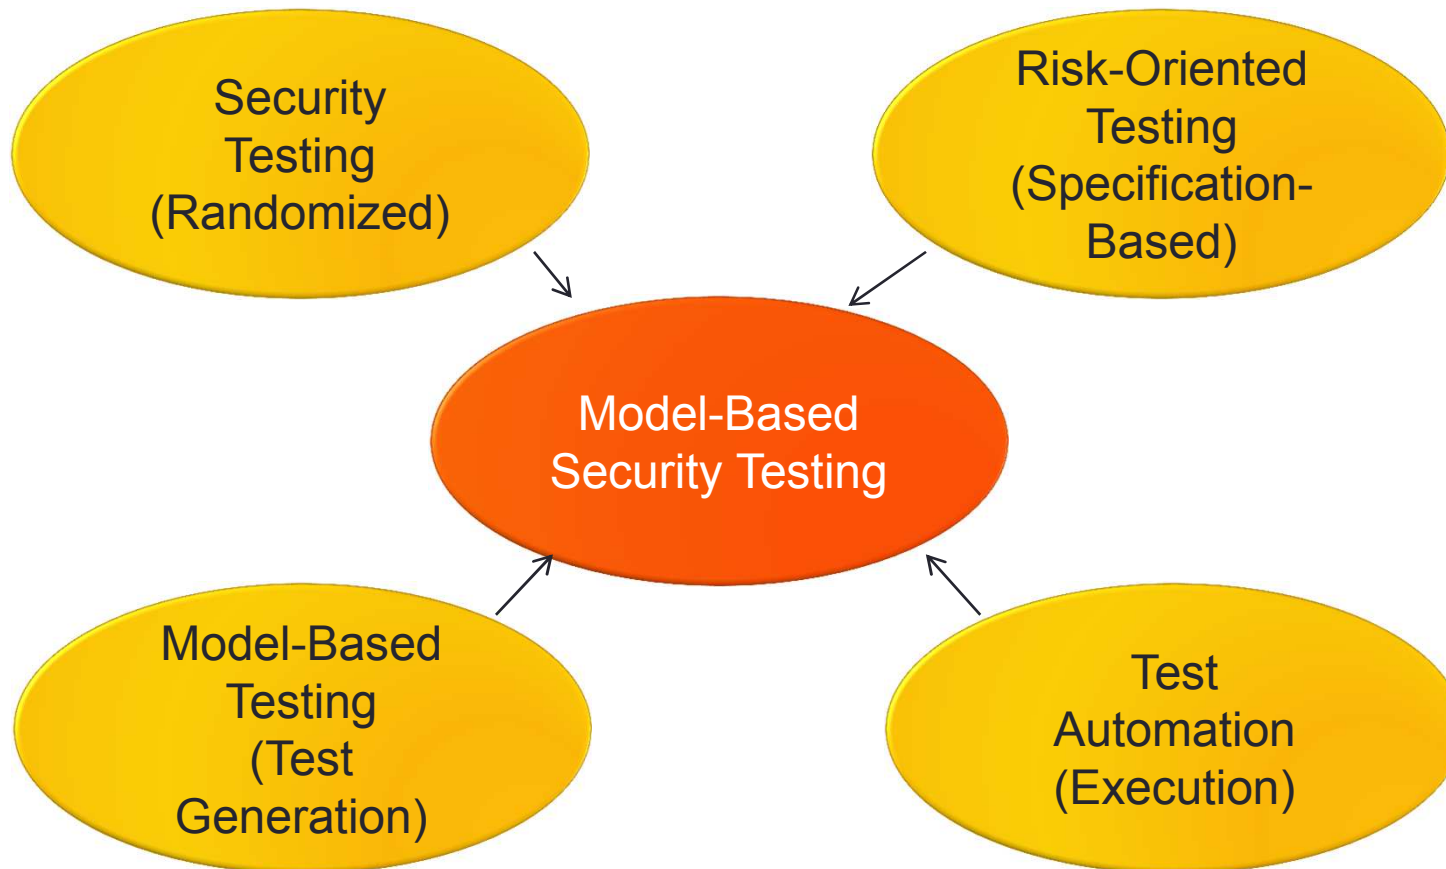 Security
Testing
(Randomized)
Risk-Oriented
Testing
(Specification-
Based)
Model-Based
Security Testing
Model-Based
Testing
(Test
Generation)
Test
Automation
(Execution)